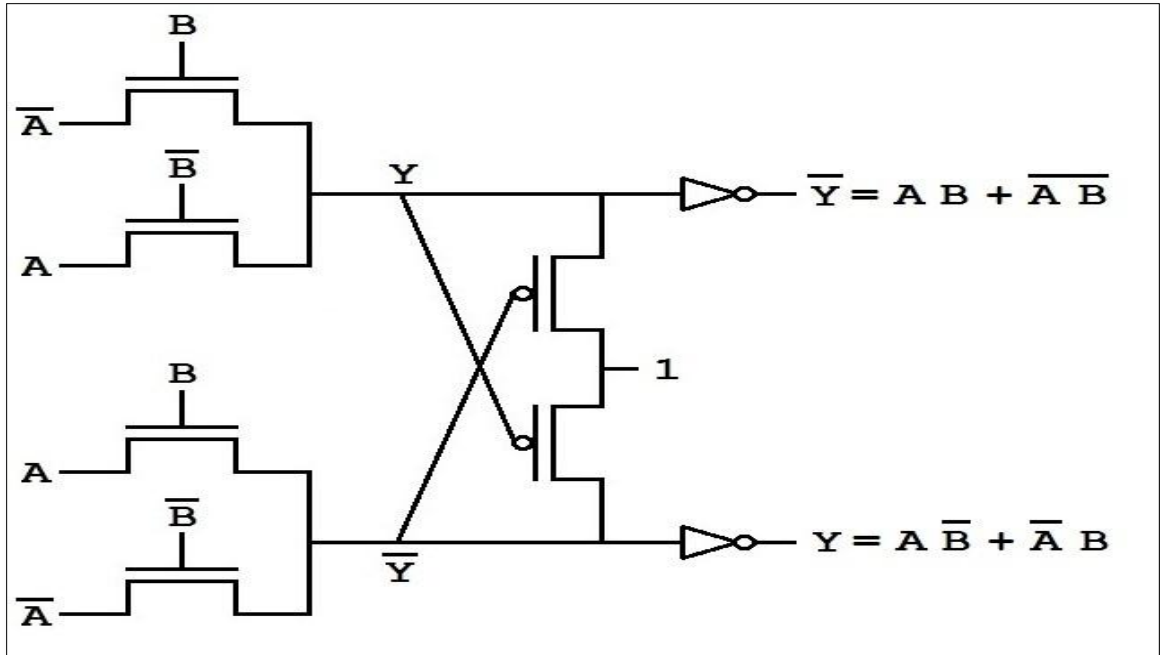 B
A̅
B̅
A
Y
Y̅ = A B + A̅ B̅
1
B
A
B̅
A̅
Y̅
Y = A B̅ + A̅ B